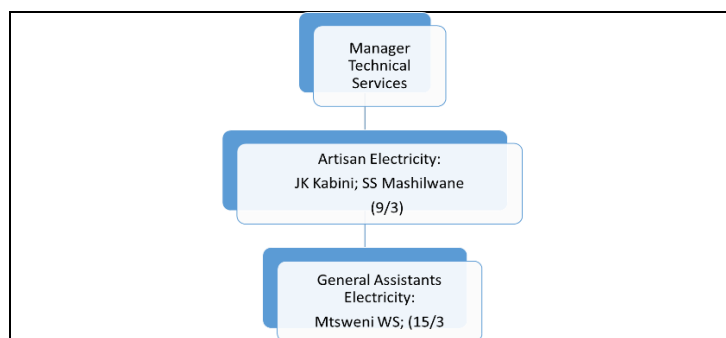 Manager
Technical
Services
Artisan Electricity:
JK Kabini; SS Mashilwane
(9/3)
General Assistants
Electricity:
Mtsweni WS; (15/3